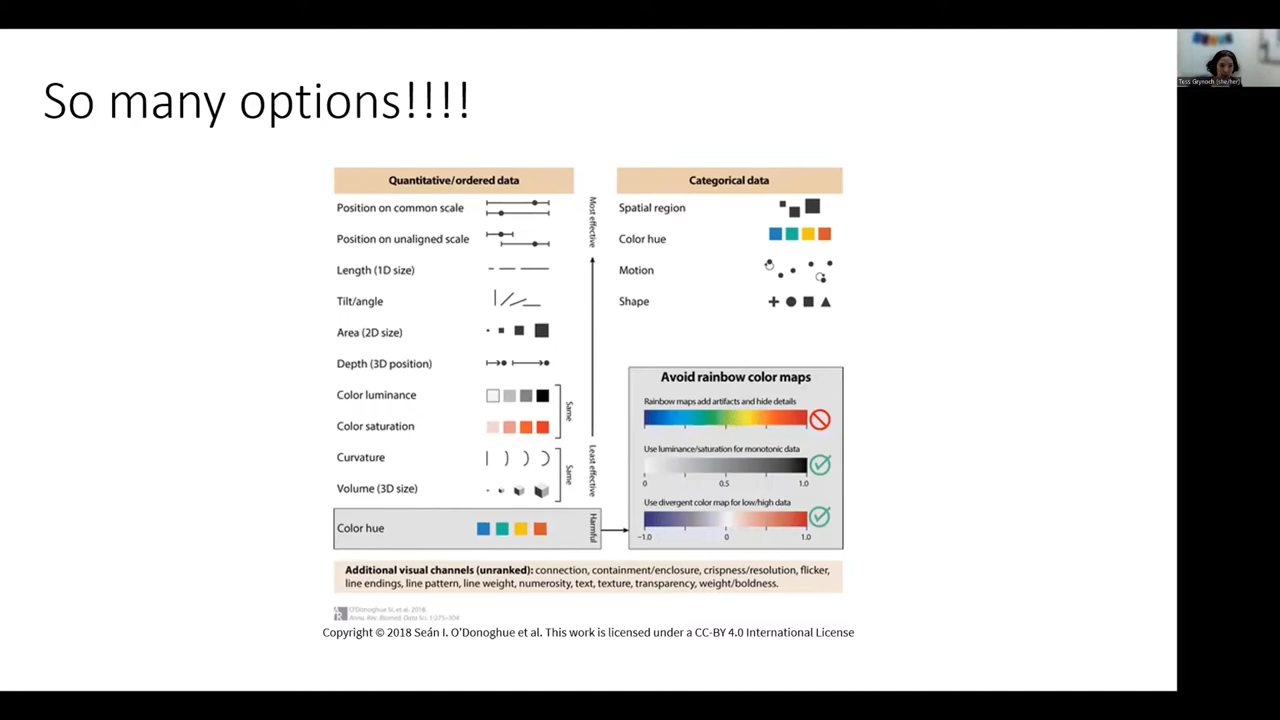 So many options!!!!
Tess Grynoch (she/her)
Quantitative/ordered data
Position on common scale
Position on unaligned scale
Length (1D size)
Tilt/angle
Area (2D size)
Depth (3D position)
Color luminance
Color saturation
Same
Curvature
Volume (3D size)
Same
Color hue
Most effective
Least effective
Harmful
Categorical data
Spatial region
Color hue
Motion
Shape
Avoid rainbow color maps
Rainbow maps add artifacts and hide details
Use luminance/saturation for monotonic data
0 0.5 1.0
Use divergent color map for low/high data
−1.0 0 1.0
Additional visual channels (unranked): connection, containment/enclosure, crispness/resolution, flicker,
line endings, line pattern, line weight, numerosity, text, texture, transparency, weight/boldness.
AR
O'Donoghue SI, et al. 2018.
Annu. Rev. Biomed. Data Sci. 1:275–304
Copyright © 2018 Seán I. O'Donoghue et al. This work is licensed under a CC-BY 4.0 International License